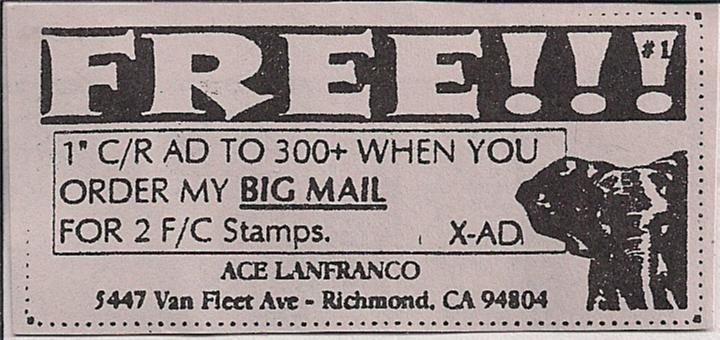 FREE!!!
#1
1" C/R AD TO 300+ WHEN YOU
ORDER MY BIG MAIL
FOR 2 F/C Stamps. X-AD
ACE LANFRANCO
5447 Van Fleet Ave - Richmond, CA 94804